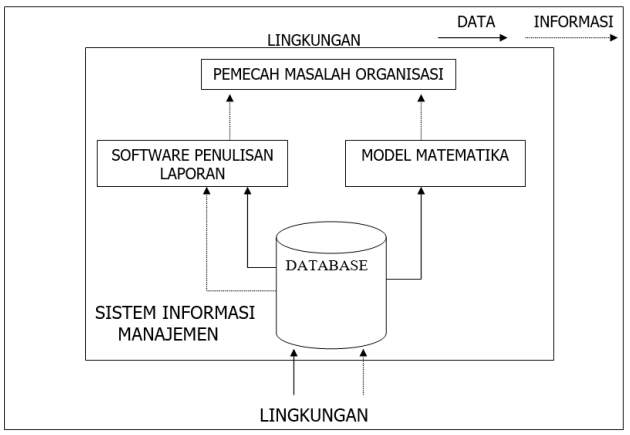 DATA INFORMASI
LINGKUNGAN
PEMECAH MASALAH ORGANISASI
SOFTWARE PENULISAN
LAPORAN
MODEL MATEMATIKA
DATABASE
SISTEM INFORMASI
MANAJEMEN
LINGKUNGAN